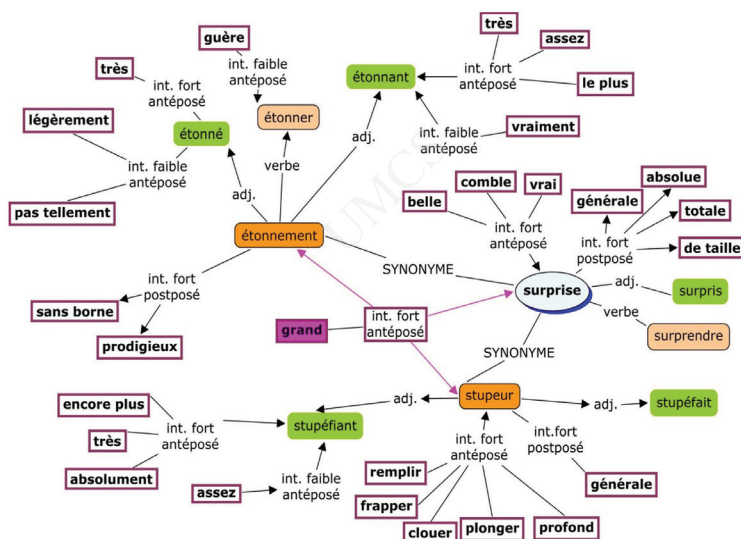 guère
très
int. faible
antéposé
int. fort
antéposé
légèrement
étonné
étonner
int. faible
antéposé
verbe
adj.
pas tellement
étonnant
très
assez
int. fort
antéposé
le plus
int. faible
antéposé
vraiment
adj.
UMCS
étonnement
SYNONYME
belle
comble
vrai
int. fort
antéposé
générale
absolue
totale
int. fort
postposé
de taille
surprise
adj.
surpris
verbe
surprendre
int. fort
postposé
sans borne
prodigieux
grand
int. fort
antéposé
SYNONYME
stupeur
adj.
stupéfait
adj.
stupéfiant
encore plus
très
int. fort
antéposé
absolument
assez
int. faible
antéposé
int. fort
antéposé
remplir
frapper
clouer
plonger
profond
int.fort
postposé
générale